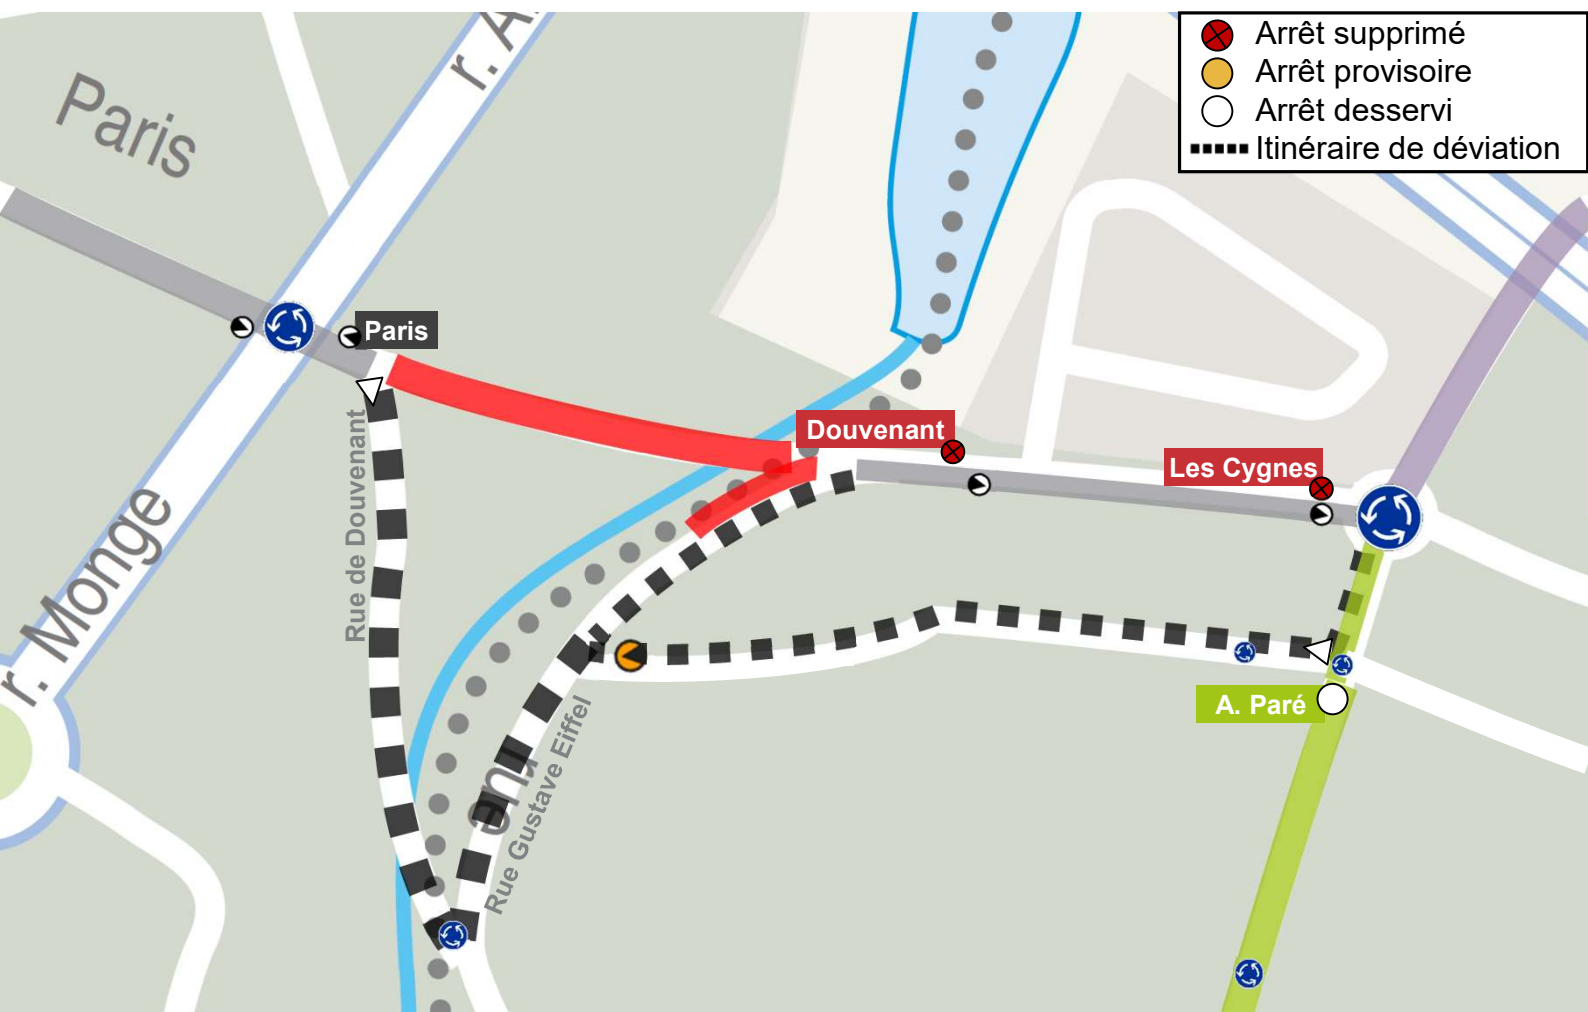 Arrêt supprimé
Arrêt provisoire
Arrêt desservi
Itinéraire de déviation
r. A
Paris
Paris
Rue de Douvenant
Douvenant
Les Cygnes
r. Monge
A. Paré
rue
Rue Gustave Eiffel